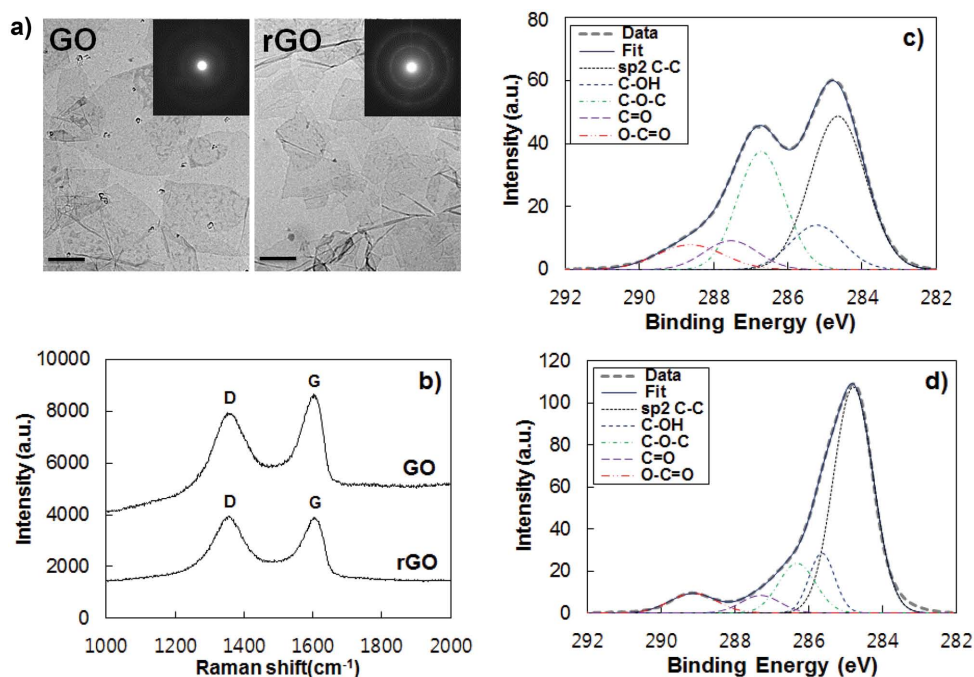 a)
GO
rGO
c)
Data
Fit
sp2 C-C
C-OH
C-O-C
C=O
O-C=O
Intensity (a.u.)
80
60
40
20
0
292 290 288 286 284 282
Binding Energy (eV)
b)
Intensity (a.u.)
10000
8000
6000
4000
2000
0
D G
GO
D G
rGO
1000 1200 1400 1600 1800 2000
Raman shift(cm-1)
d)
Data
Fit
sp2 C-C
C-OH
C-O-C
C=O
O-C=O
Intensity (a.u.)
120
100
80
60
40
20
0
292 290 288 286 284 282
Binding Energy (eV)